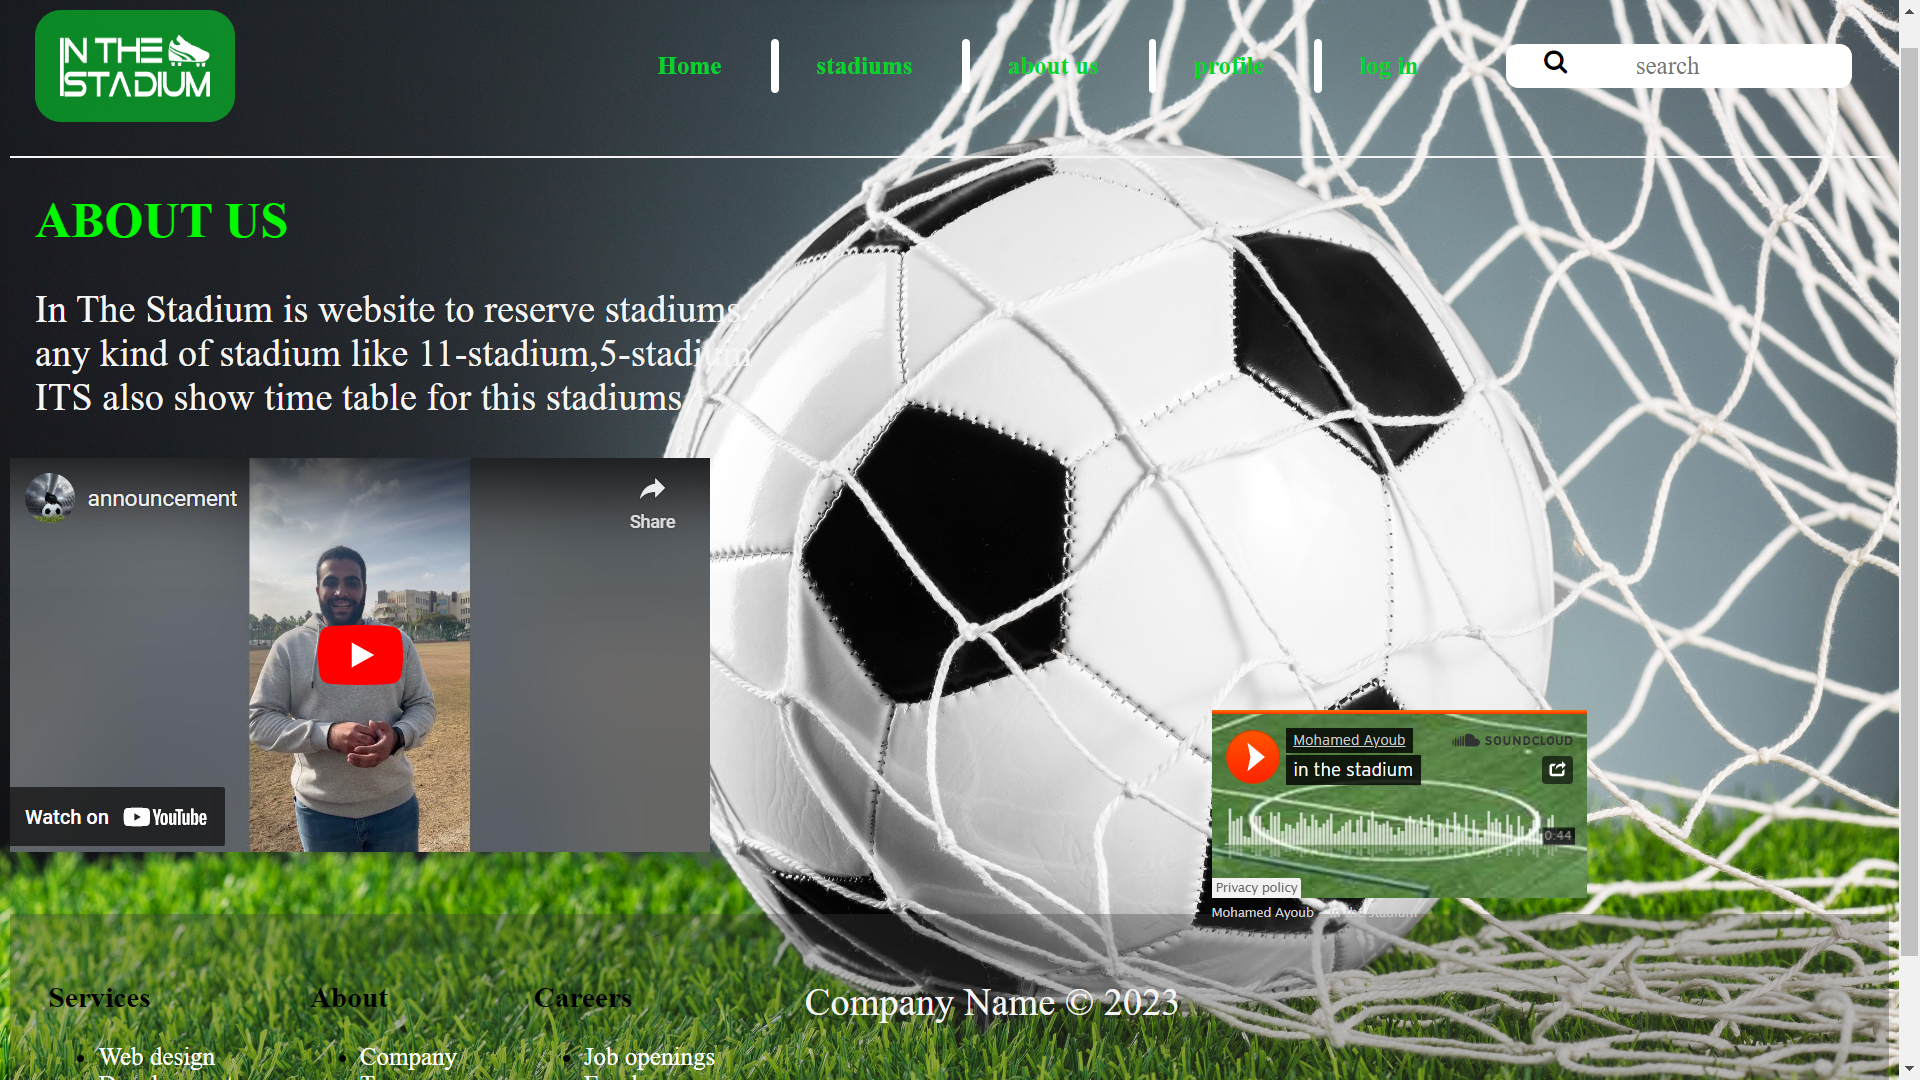 IN THE
STADIUM
Home
stadiums
about us
profile
log in
search
ABOUT US
In The Stadium is website to reserve stadiums,
any kind of stadium like 11-stadium,5-stadium
ITS also show time table for this stadiums
announcement
Share
Watch on YouTube
Mohamed Ayoub
SOUNDCLOUD
in the stadium
0:44
Privacy policy
Mohamed Ayoub · in the stadium
Services
About
Careers
Company Name © 2023
Web design
Company
Job openings